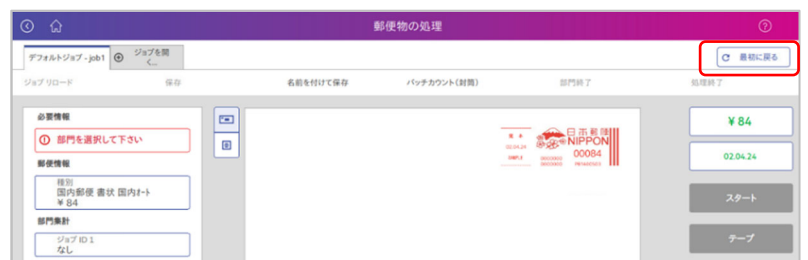 郵便物の処理
デフォルトジョブ - job1
ジョブを開
く...
最初に戻る
ジョブ リロード
保存
名前を付けて保存
バッチカウント(封筒)
部門終了
処理終了
必要情報
部門を選択して下さい
郵便情報
種別
国内郵便 書状 国内ｵｰﾄ
¥ 84
部門集計
ジョブ ID 1
なし
見 本
02.04.24
日本郵便
NIPPON
00084
¥ 84
02.04.24
スタート
テープ